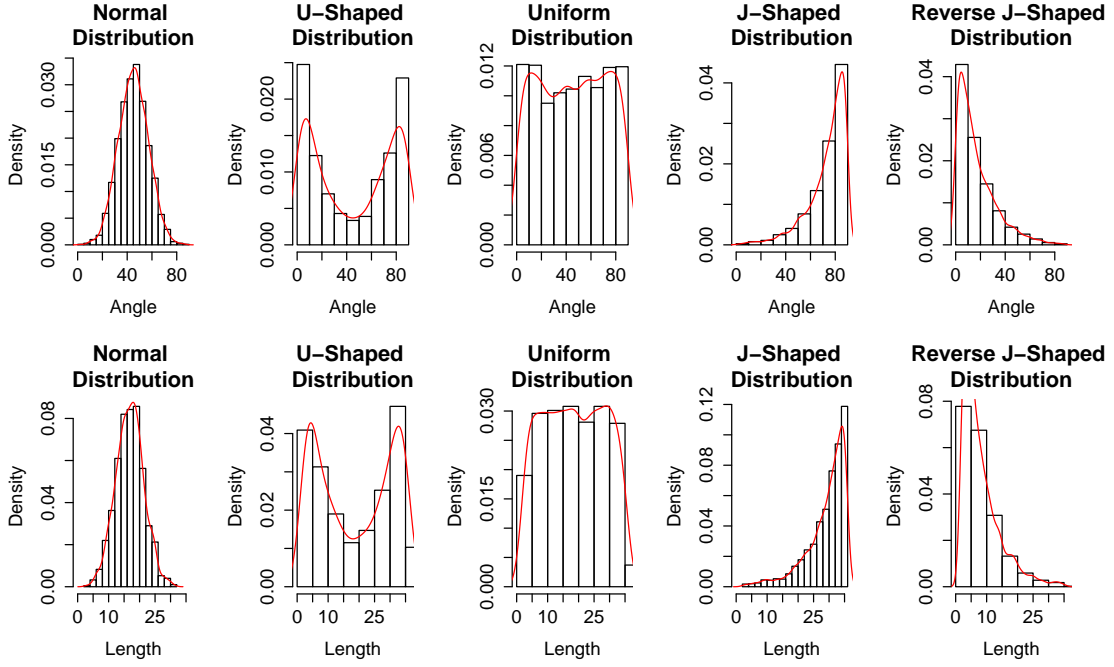 Normal
Distribution
U−Shaped
Distribution
Uniform
Distribution
J−Shaped
Distribution
Reverse J−Shaped
Distribution
Density
0.000 0.015 0.030
0 40 80
Angle
Density
0.000 0.010 0.020
0 40 80
Angle
Density
0.000 0.006 0.012
0 40 80
Angle
Density
0.00 0.02 0.04
0 40 80
Angle
Density
0.00 0.02 0.04
0 40 80
Angle
Normal
Distribution
U−Shaped
Distribution
Uniform
Distribution
J−Shaped
Distribution
Reverse J−Shaped
Distribution
Density
0.00 0.04 0.08
0 25
Length
Density
0.00 0.02 0.04
0 25
Length
Density
0.000 0.015 0.030
0 25
Length
Density
0.00 0.04 0.08 0.12
0 10 25
Length
Density
0.00 0.04 0.08
0 10 25
Length